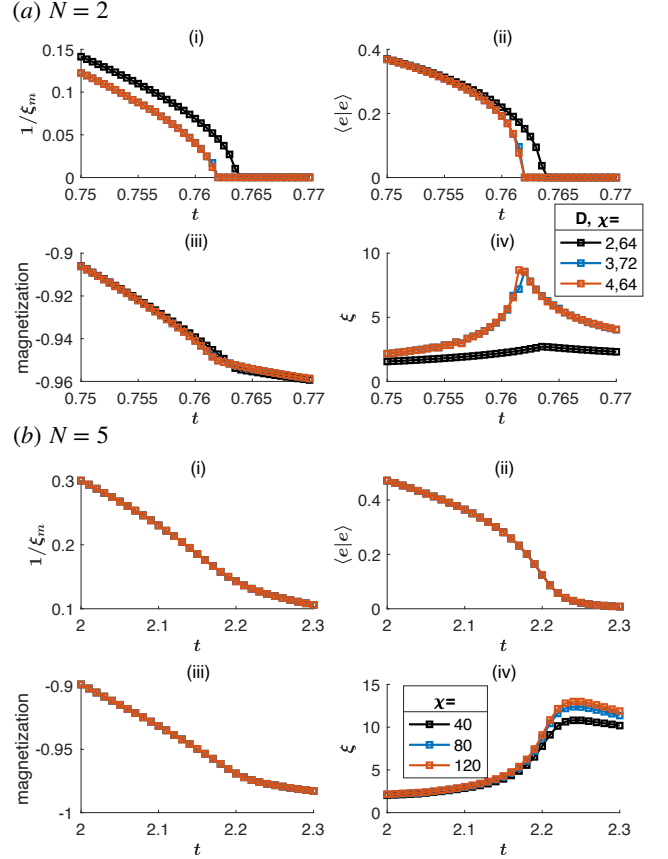 (a) N = 2
(i)
0.15
0.1
0.05
0
1/ξm
0.75 0.755 0.76 0.765 0.77
t
(ii)
0.4
0.2
0
⟨e|e⟩
0.75 0.755 0.76 0.765 0.77
t
D, χ=
2,64
3,72
4,64
(iii)
-0.9
-0.92
-0.94
-0.96
magnetization
0.75 0.755 0.76 0.765 0.77
t
(iv)
10
5
0
ξ
0.75 0.755 0.76 0.765 0.77
t
(b) N = 5
(i)
0.3
0.2
0.1
1/ξm
2 2.1 2.2 2.3
t
(ii)
0.4
0.2
0
⟨e|e⟩
2 2.1 2.2 2.3
t
(iii)
-0.9
-0.95
-1
magnetization
2 2.1 2.2 2.3
t
(iv)
15
10
5
0
ξ
χ=
40
80
120
2 2.1 2.2 2.3
t